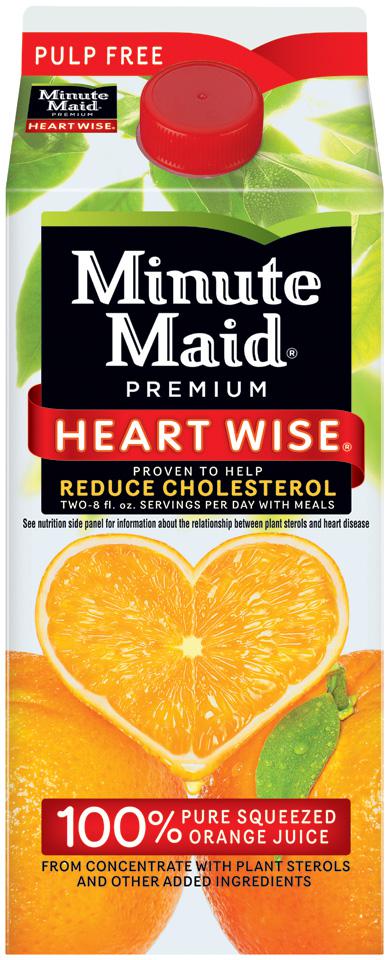 PULP FREE
Minute
Maid
PREMIUM
HEART WISE®
Minute
Maid®
PREMIUM
HEART WISE®
PROVEN TO HELP
REDUCE CHOLESTEROL
TWO-8 fl. oz. SERVINGS PER DAY WITH MEALS
See nutrition side panel for information about the relationship between plant sterols and heart disease
100% PURE SQUEEZED
ORANGE JUICE
FROM CONCENTRATE WITH PLANT STEROLS
AND OTHER ADDED INGREDIENTS